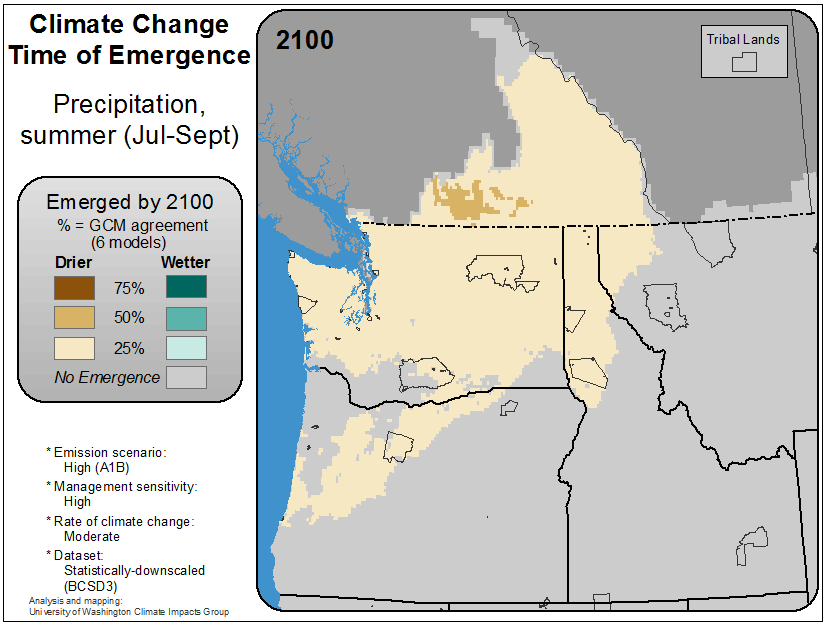 Climate Change
Time of Emergence
Precipitation,
summer (Jul-Sept)
Emerged by 2100
% = GCM agreement
(6 models)
Drier Wetter
75%
50%
25%
No Emergence
* Emission scenario:
High (A1B)
* Management sensitivity:
High
* Rate of climate change:
Moderate
* Dataset:
Statistically-downscaled
(BCSD3)
Analysis and mapping:
University of Washington Climate Impacts Group
2100
Tribal Lands